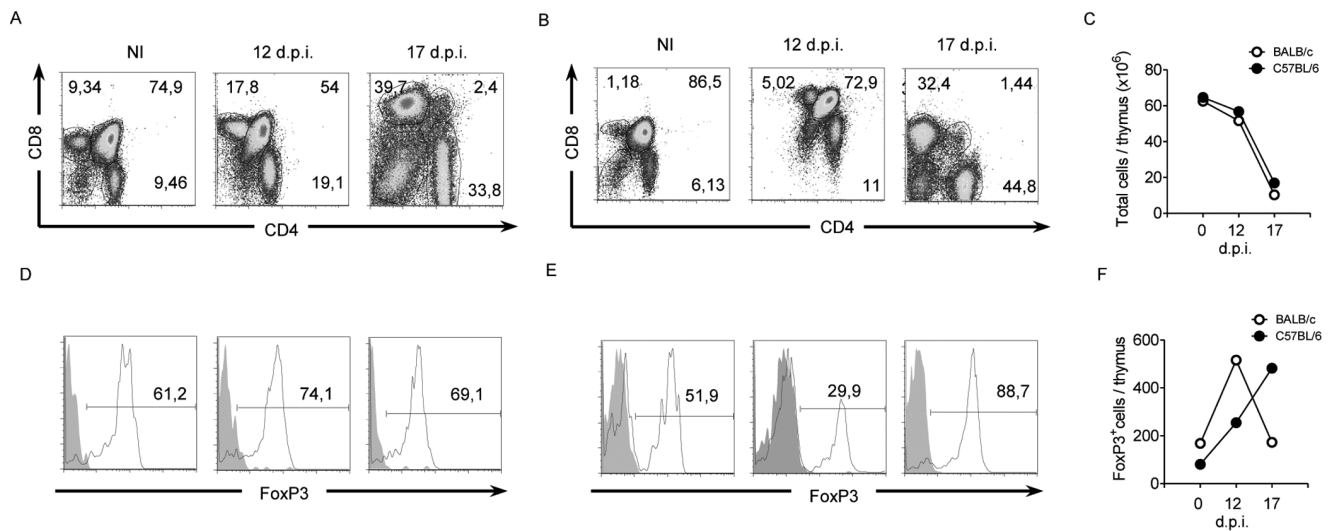 A
NI
12 d.p.i.
17 d.p.i.
9,34
74,9
9,46
17,8
54
19,1
39,7
2,4
33,8
CD8
CD4
B
NI
12 d.p.i.
17 d.p.i.
1,18
86,5
6,13
5,02
72,9
11
32,4
1,44
44,8
CD8
CD4
C
BALB/c
C57BL/6
Total cells / thymus (x10⁶)
80
60
40
20
0
0
12
17
d.p.i.
D
61,2
74,1
69,1
FoxP3
E
51,9
29,9
88,7
FoxP3
F
BALB/c
C57BL/6
FoxP3⁺cells / thymus
600
400
200
0
0
12
17
d.p.i.